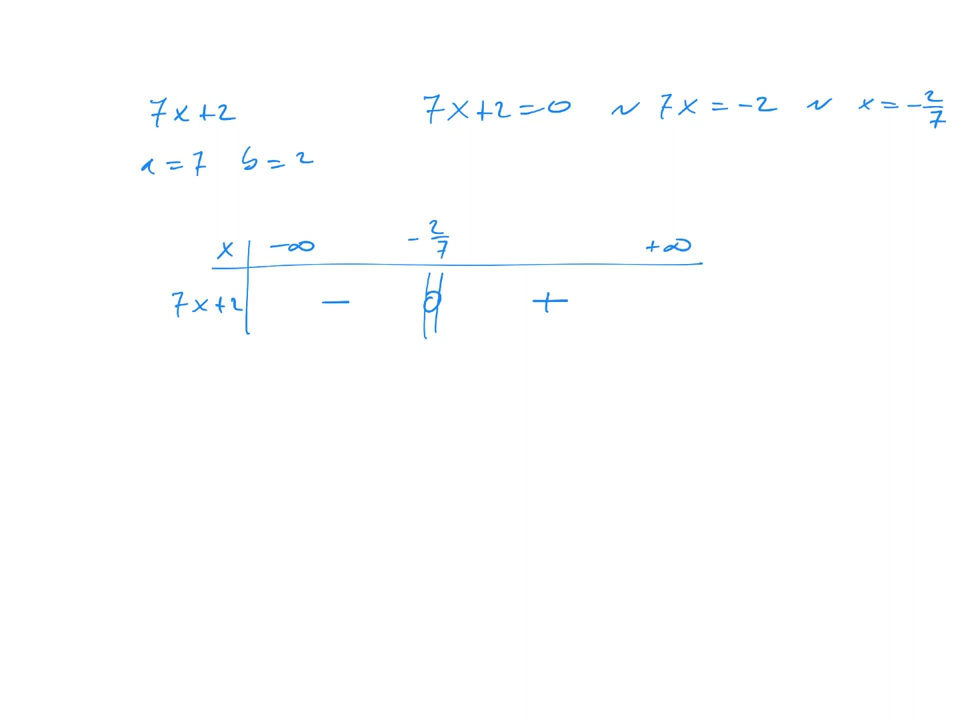 7x+2 7x+2=0 ~ 7x=-2 ~ x=-2/7
a=7 b=2
x -∞ -2/7 +∞
7x+2 - 0 +